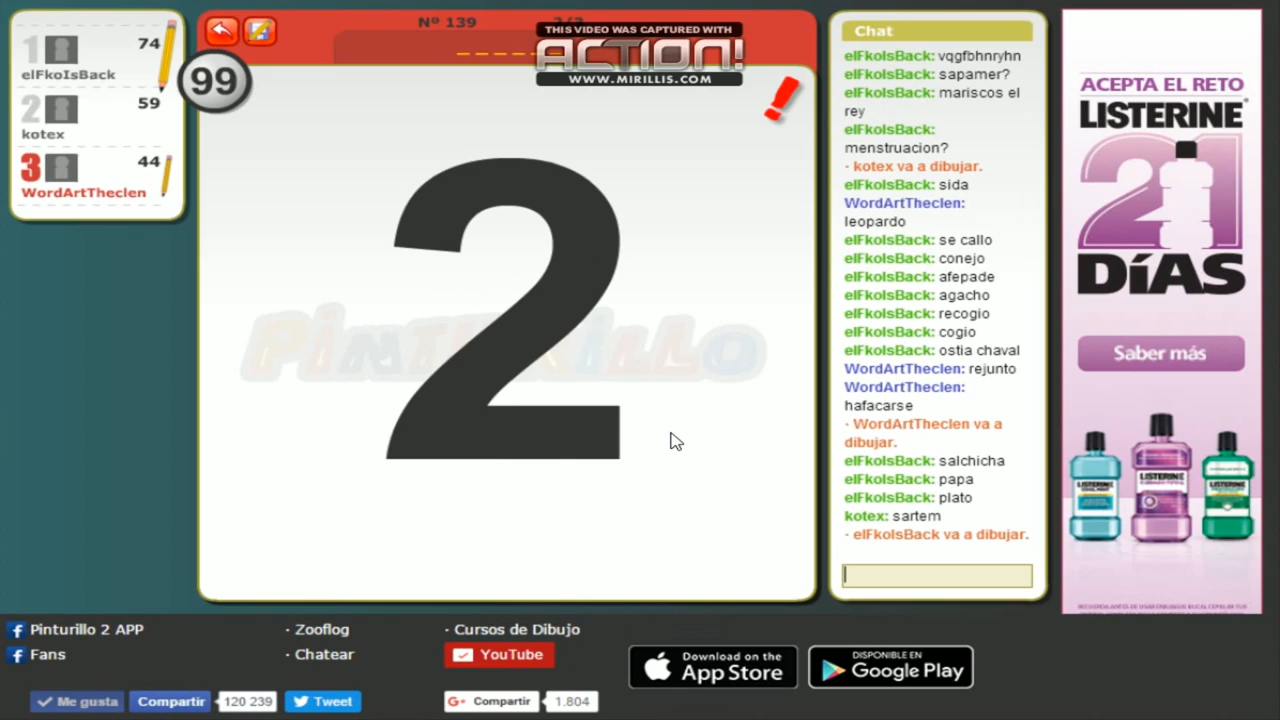 1 74
elFkoIsBack
2 59
kotex
3 44
WordArtTheclen
99
Nº 139
THIS VIDEO WAS CAPTURED WITH
ACTION!
WWW.MIRILLIS.COM
2
PINTURILLO
Chat
elFkoIsBack: vqgfbhnryhn
elFkoIsBack: sapamer?
elFkoIsBack: mariscos el
rey
elFkoIsBack:
menstruacion?
· kotex va a dibujar.
elFkoIsBack: sida
WordArtTheclen:
leopardo
elFkoIsBack: se callo
elFkoIsBack: conejo
elFkoIsBack: afepade
elFkoIsBack: agacho
elFkoIsBack: recogio
elFkoIsBack: cogio
elFkoIsBack: ostia chaval
WordArtTheclen: rejunto
WordArtTheclen:
hafacarse
· WordArtTheclen va a
dibujar.
elFkoIsBack: salchicha
elFkoIsBack: papa
elFkoIsBack: plato
kotex: sartem
· elFkoIsBack va a dibujar.
ACEPTA EL RETO
LISTERINE®
21
DíAS
Saber más
LISTERINE
LISTERINE
LISTERINE
Pinturillo 2 APP
· Zooflog
· Cursos de Dibujo
Fans
· Chatear
YouTube
Download on the
App Store
DISPONIBLE EN
Google Play
Me gusta
Compartir
120 239
Tweet
G+ Compartir
1.804